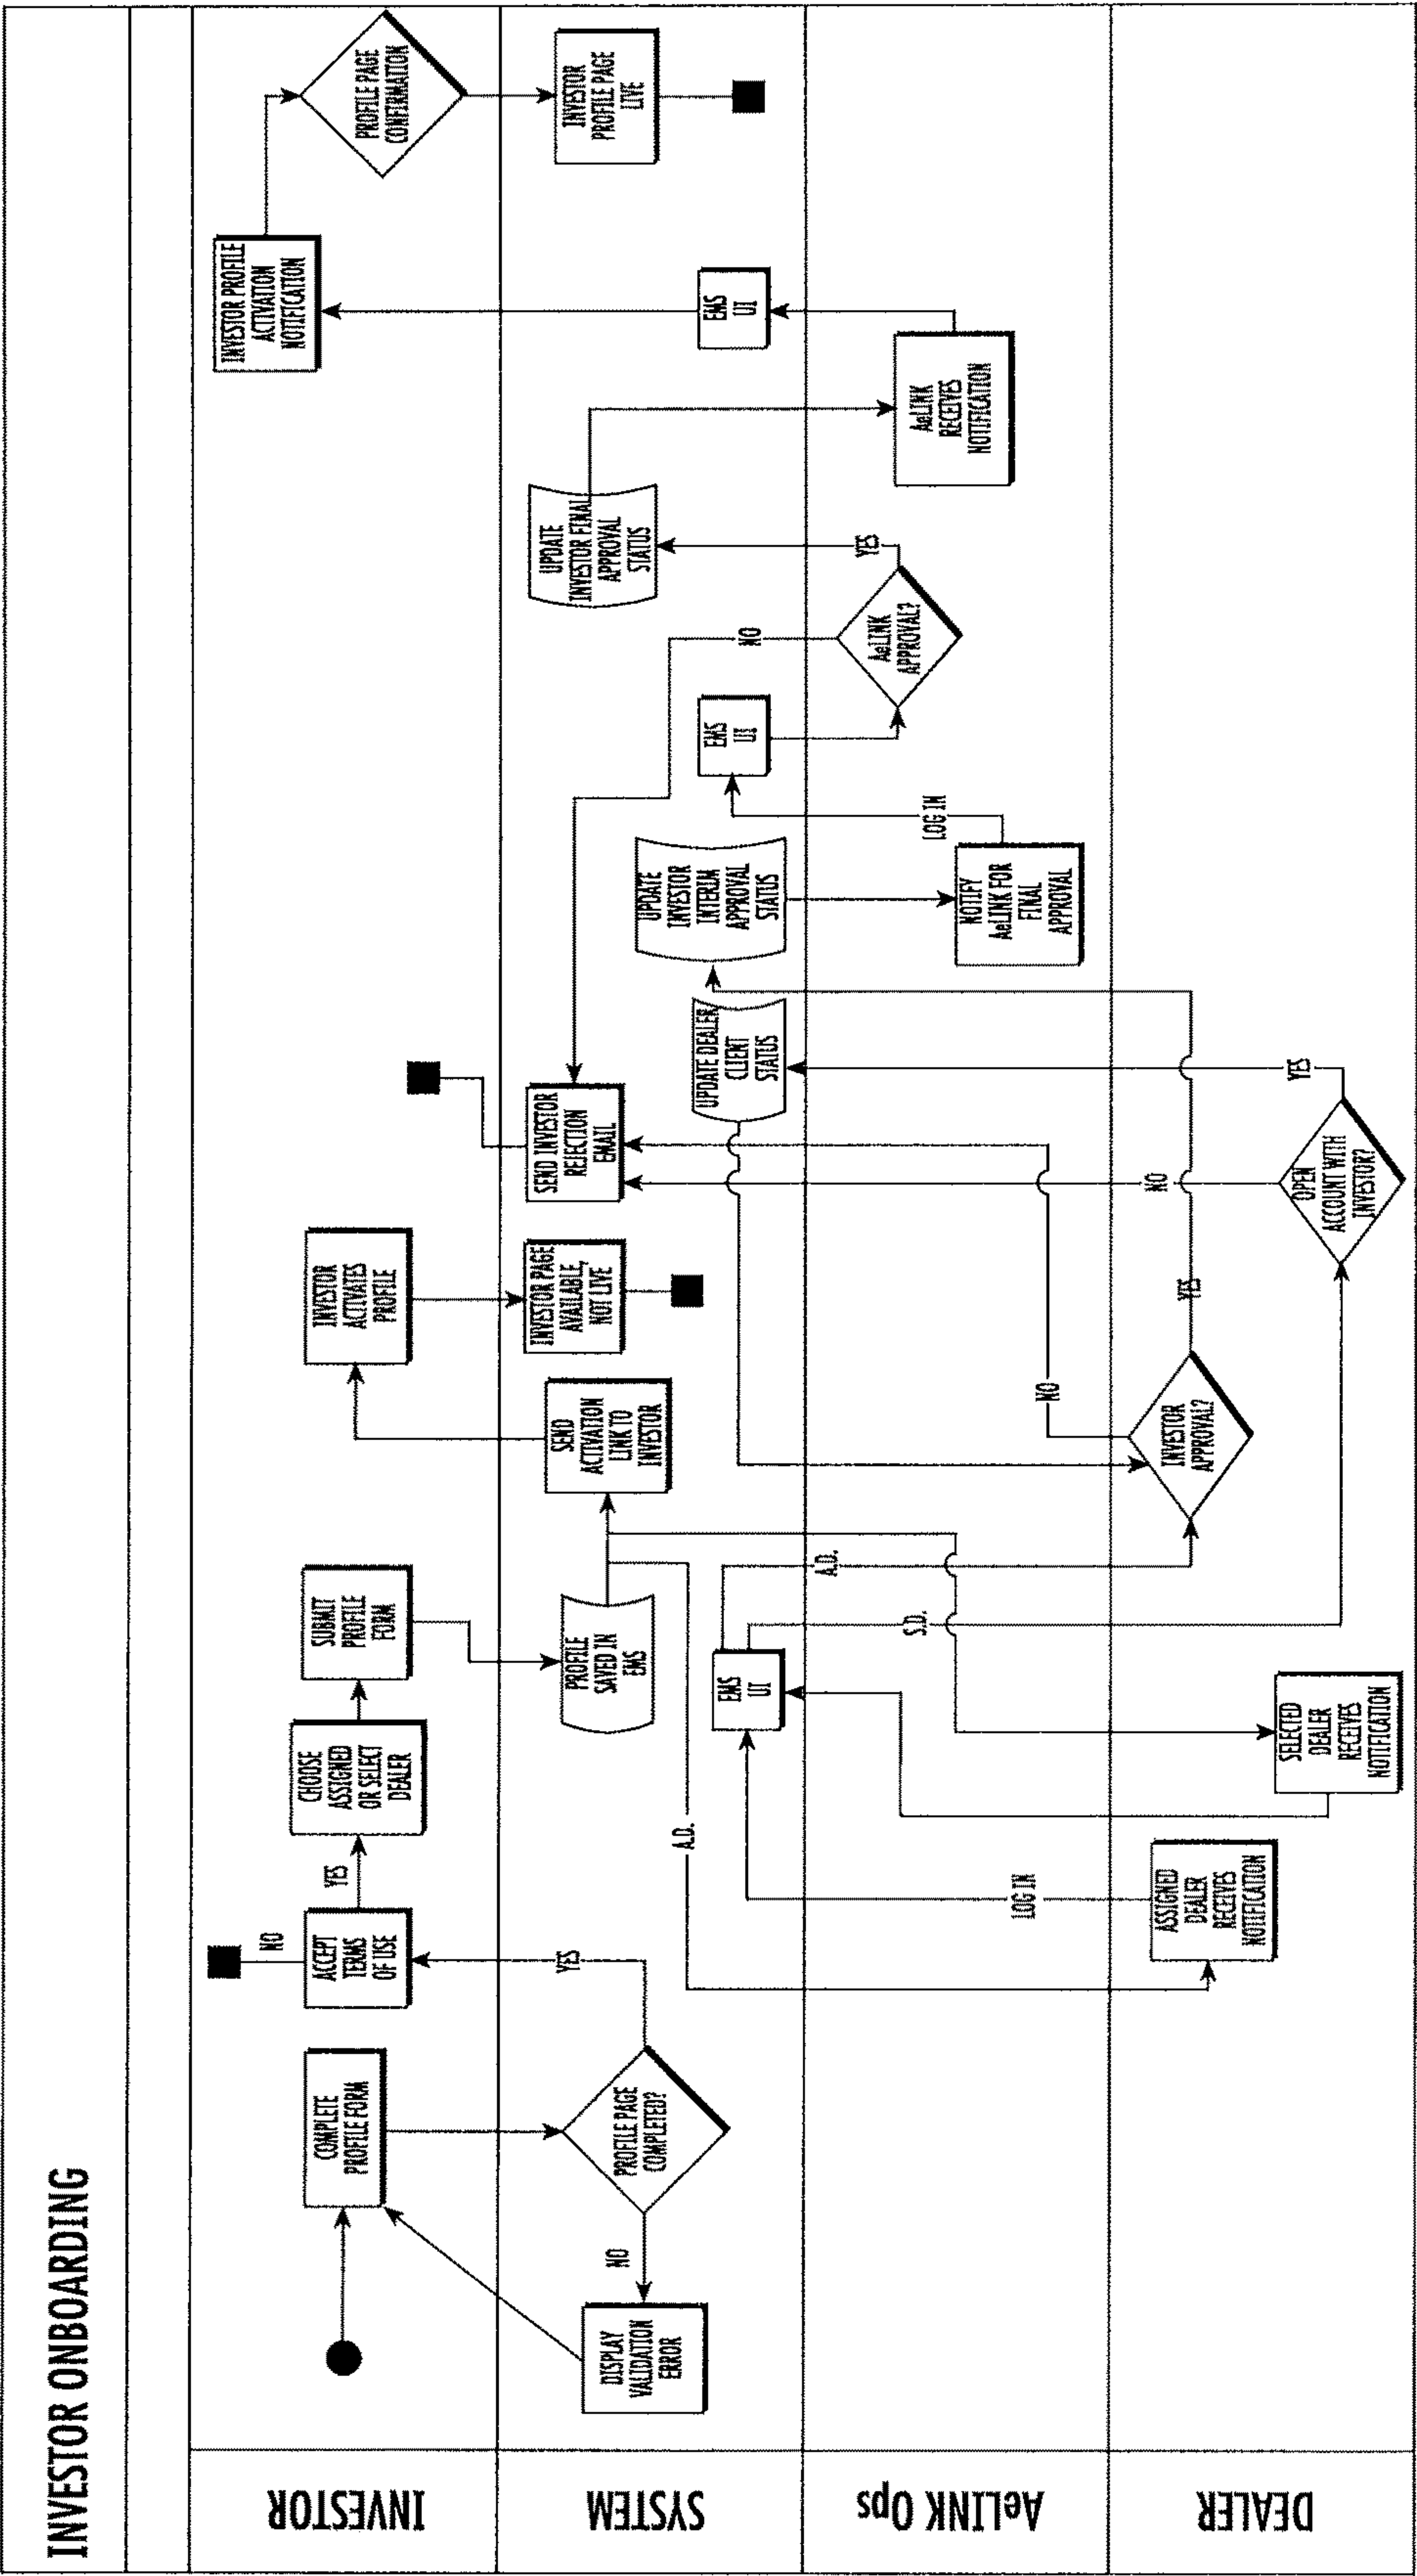 INVESTOR ONBOARDING
INVESTOR
COMPLETE
PROFILE FORM
ACCEPT
TERMS
OF USE
NO
YES
CHOOSE
ASSIGNED
OR SELECT
DEALER
SUBMIT
PROFILE
FORM
INVESTOR
ACTIVATES
PROFILE
INVESTOR PROFILE
ACTIVATION
NOTIFICATION
PROFILE PAGE
CONFIRMATION
SYSTEM
DISPLAY
VALIDATION
ERROR
NO
PROFILE PAGE
COMPLETED?
YES
PROFILE
SAVED IN
EMS
A.D.
EMS
UI
SEND
ACTIVATION
LINK TO
INVESTOR
INVESTOR PAGE
AVAILABLE,
NOT LIVE
SEND INVESTOR
REJECTION
EMAIL
UPDATE DEALER
CLIENT
STATUS
UPDATE
INVESTOR
INTERIM
APPROVAL
STATUS
EMS
UI
NO
UPDATE
INVESTOR FINAL
APPROVAL
STATUS
EMS
UI
INVESTOR
PROFILE PAGE
LIVE
AeLINK Ops
LOG IN
S.D.
A.D.
NO
NOTIFY
AeLINK FOR
FINAL
APPROVAL
LOG IN
AeLINK
APPROVAL?
YES
AeLINK
RECEIVES
NOTIFICATION
DEALER
ASSIGNED
DEALER
RECEIVES
NOTIFICATION
SELECTED
DEALER
RECEIVES
NOTIFICATION
INVESTOR
APPROVAL?
YES
NO
OPEN
ACCOUNT WITH
INVESTOR?
YES